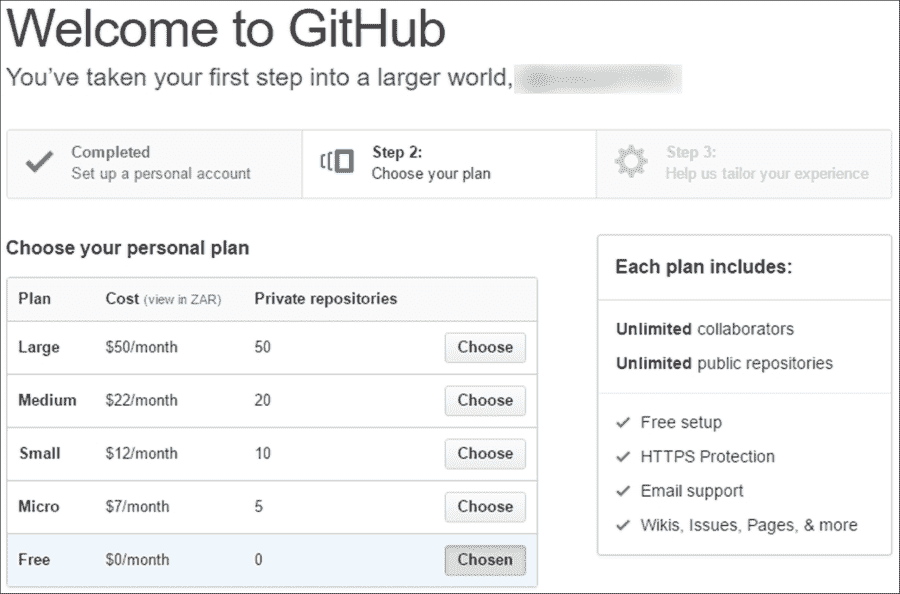 Welcome to GitHub
You've taken your first step into a larger world,
Completed
Set up a personal account
Step 2:
Choose your plan
Step 3:
Help us tailor your experience
Choose your personal plan
Plan Cost (view in ZAR) Private repositories
Large $50/month 50 Choose
Medium $22/month 20 Choose
Small $12/month 10 Choose
Micro $7/month 5 Choose
Free $0/month 0 Chosen
Each plan includes:
Unlimited collaborators
Unlimited public repositories
Free setup
HTTPS Protection
Email support
Wikis, Issues, Pages, & more